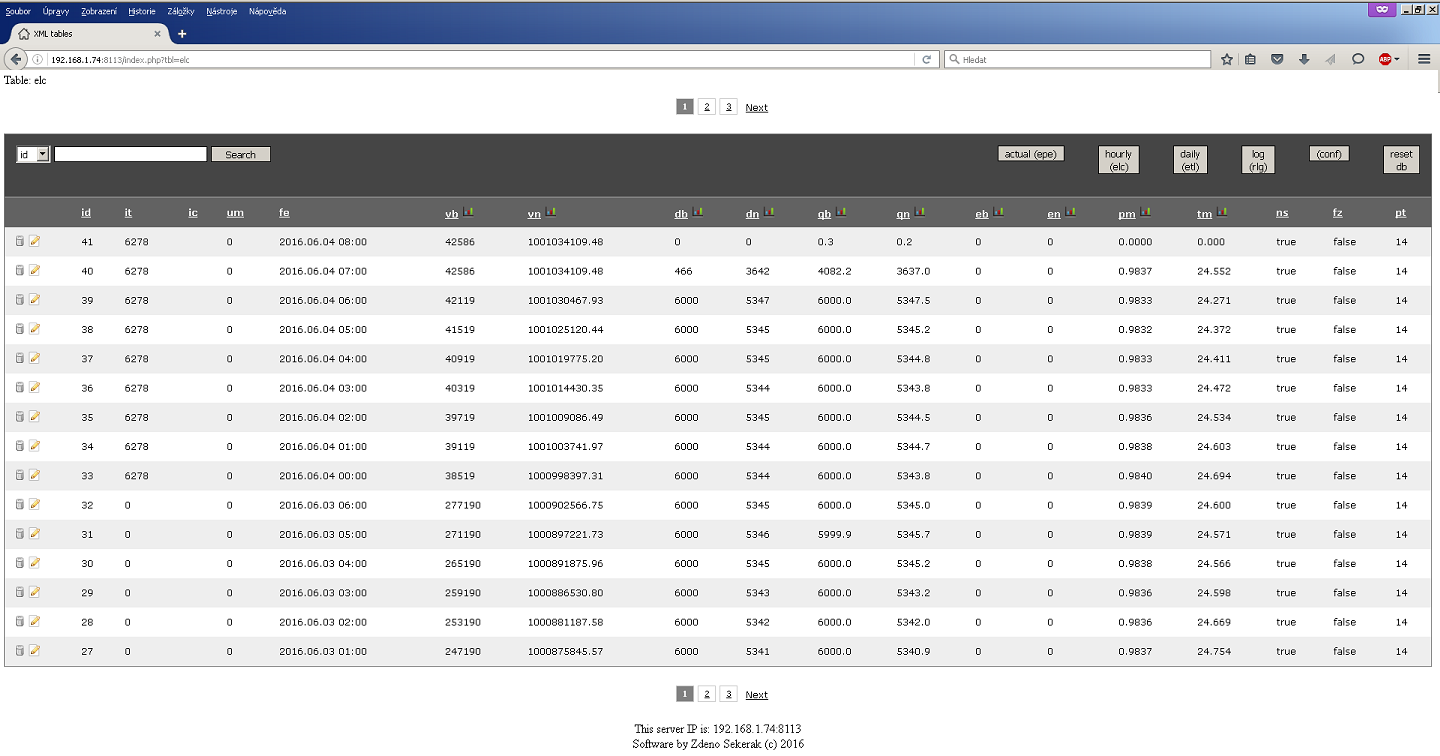 Soubor Úpravy Zobrazení Historie Záložky Nástroje Nápověda
XML tables
192.168.1.74:8113/index.php?tbl=elc
Hledat
ABP
Table: elc
1 2 3 Next
id Search actual (epe) hourly (elc) daily (etl) log (rlg) (conf) reset db
id it ic um fe vb vn db dn qb qn eb en pm tm ns fz pt
41 6278 0 2016.06.04 08:00 42586 1001034109.48 0 0 0.3 0.2 0 0 0.0000 0.000 true false 14
40 6278 0 2016.06.04 07:00 42586 1001034109.48 466 3642 4082.2 3637.0 0 0 0.9837 24.552 true false 14
39 6278 0 2016.06.04 06:00 42119 1001030467.93 6000 5347 6000.0 5347.5 0 0 0.9833 24.271 true false 14
38 6278 0 2016.06.04 05:00 41519 1001025120.44 6000 5345 6000.0 5345.2 0 0 0.9832 24.372 true false 14
37 6278 0 2016.06.04 04:00 40919 1001019775.20 6000 5345 6000.0 5344.8 0 0 0.9833 24.411 true false 14
36 6278 0 2016.06.04 03:00 40319 1001014430.35 6000 5344 6000.0 5343.8 0 0 0.9833 24.472 true false 14
35 6278 0 2016.06.04 02:00 39719 1001009086.49 6000 5345 6000.0 5344.5 0 0 0.9836 24.534 true false 14
34 6278 0 2016.06.04 01:00 39119 1001003741.97 6000 5344 6000.0 5344.7 0 0 0.9838 24.603 true false 14
33 6278 0 2016.06.04 00:00 38519 1000998397.31 6000 5344 6000.0 5343.8 0 0 0.9840 24.694 true false 14
32 0 0 2016.06.03 06:00 277190 1000902566.75 6000 5345 6000.0 5345.0 0 0 0.9839 24.600 true false 14
31 0 0 2016.06.03 05:00 271190 1000897221.73 6000 5346 5999.9 5345.7 0 0 0.9839 24.571 true false 14
30 0 0 2016.06.03 04:00 265190 1000891875.96 6000 5345 6000.0 5345.2 0 0 0.9838 24.566 true false 14
29 0 0 2016.06.03 03:00 259190 1000886530.80 6000 5343 6000.0 5343.2 0 0 0.9836 24.598 true false 14
28 0 0 2016.06.03 02:00 253190 1000881187.58 6000 5342 6000.0 5342.0 0 0 0.9836 24.669 true false 14
27 0 0 2016.06.03 01:00 247190 1000875845.57 6000 5341 6000.0 5340.9 0 0 0.9837 24.754 true false 14
1 2 3 Next
This server IP is: 192.168.1.74:8113
Software by Zdeno Sekerak (c) 2016